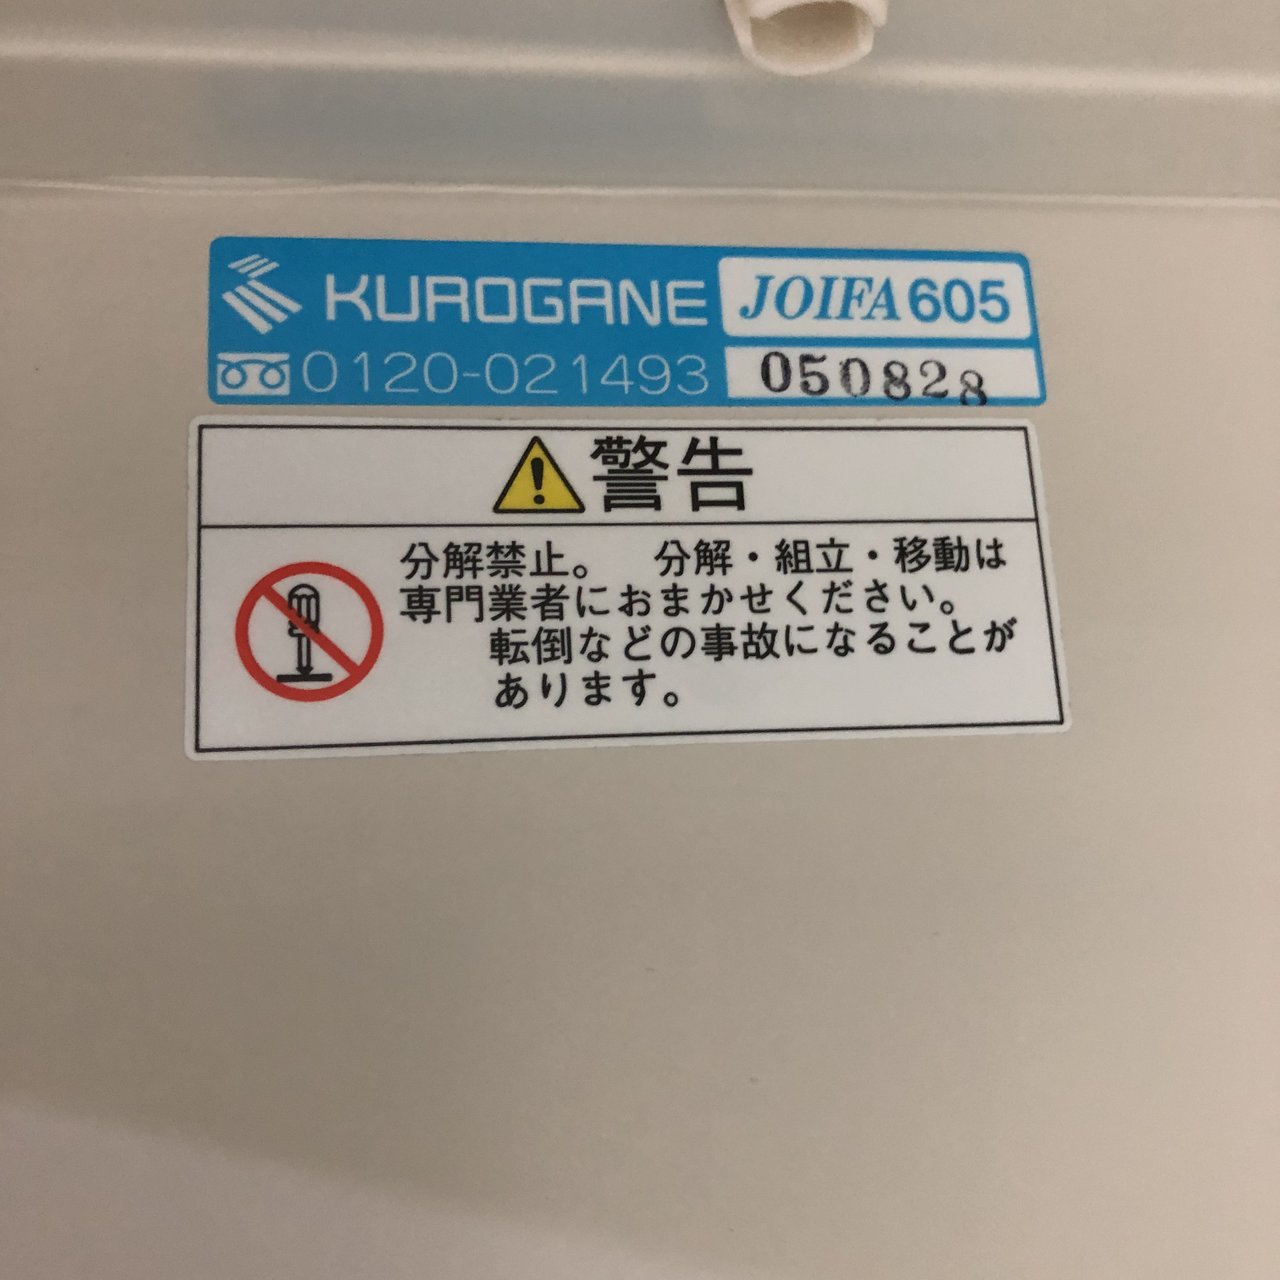 KUROGANE JOIFA605
0120-021493 050828
警告
分解禁止。 分解・組立・移動は
専門業者におまかせください。
転倒などの事故になることが
あります。